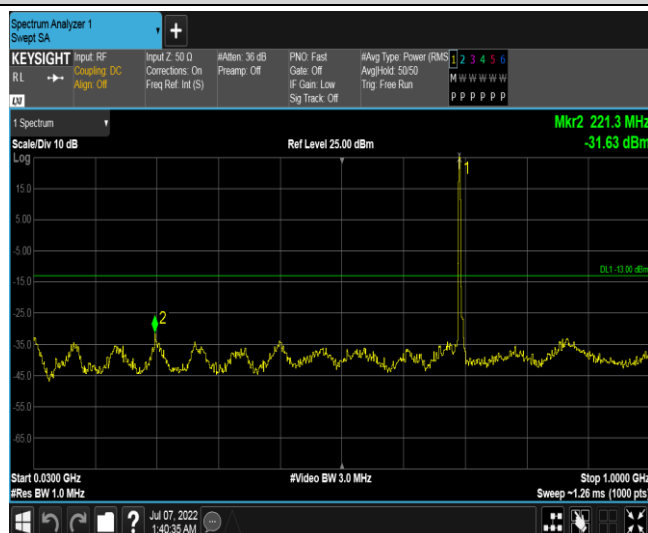 Spectrum Analyzer 1
Swept SA
+
KEYSIGHT Input: RF Input Z: 50 Ω #Atten: 36 dB PNO: Fast #Avg Type: Power (RMS 1 2 3 4 5 6
RL Coupling: DC Corrections: On Preamp: Off Gate: Off Avg|Hold: 50/50 M W W W W W
Align: Off Freq Ref: Int (S) IF Gain: Low Trig: Free Run
Sig Track: Off P P P P P P
LXI
1 Spectrum Mkr2 221.3 MHz
Scale/Div 10 dB Ref Level 25.00 dBm -31.63 dBm
Log
1
15.0
5.00
-5.00
DL1 -13.00 dBm
-15.0
-25.0
2
-35.0
-45.0
-55.0
-65.0
Start 0.0300 GHz #Video BW 3.0 MHz Stop 1.0000 GHz
#Res BW 1.0 MHz Sweep ~1.26 ms (1000 pts)
? Jul 07, 2022
1:40:35 AM